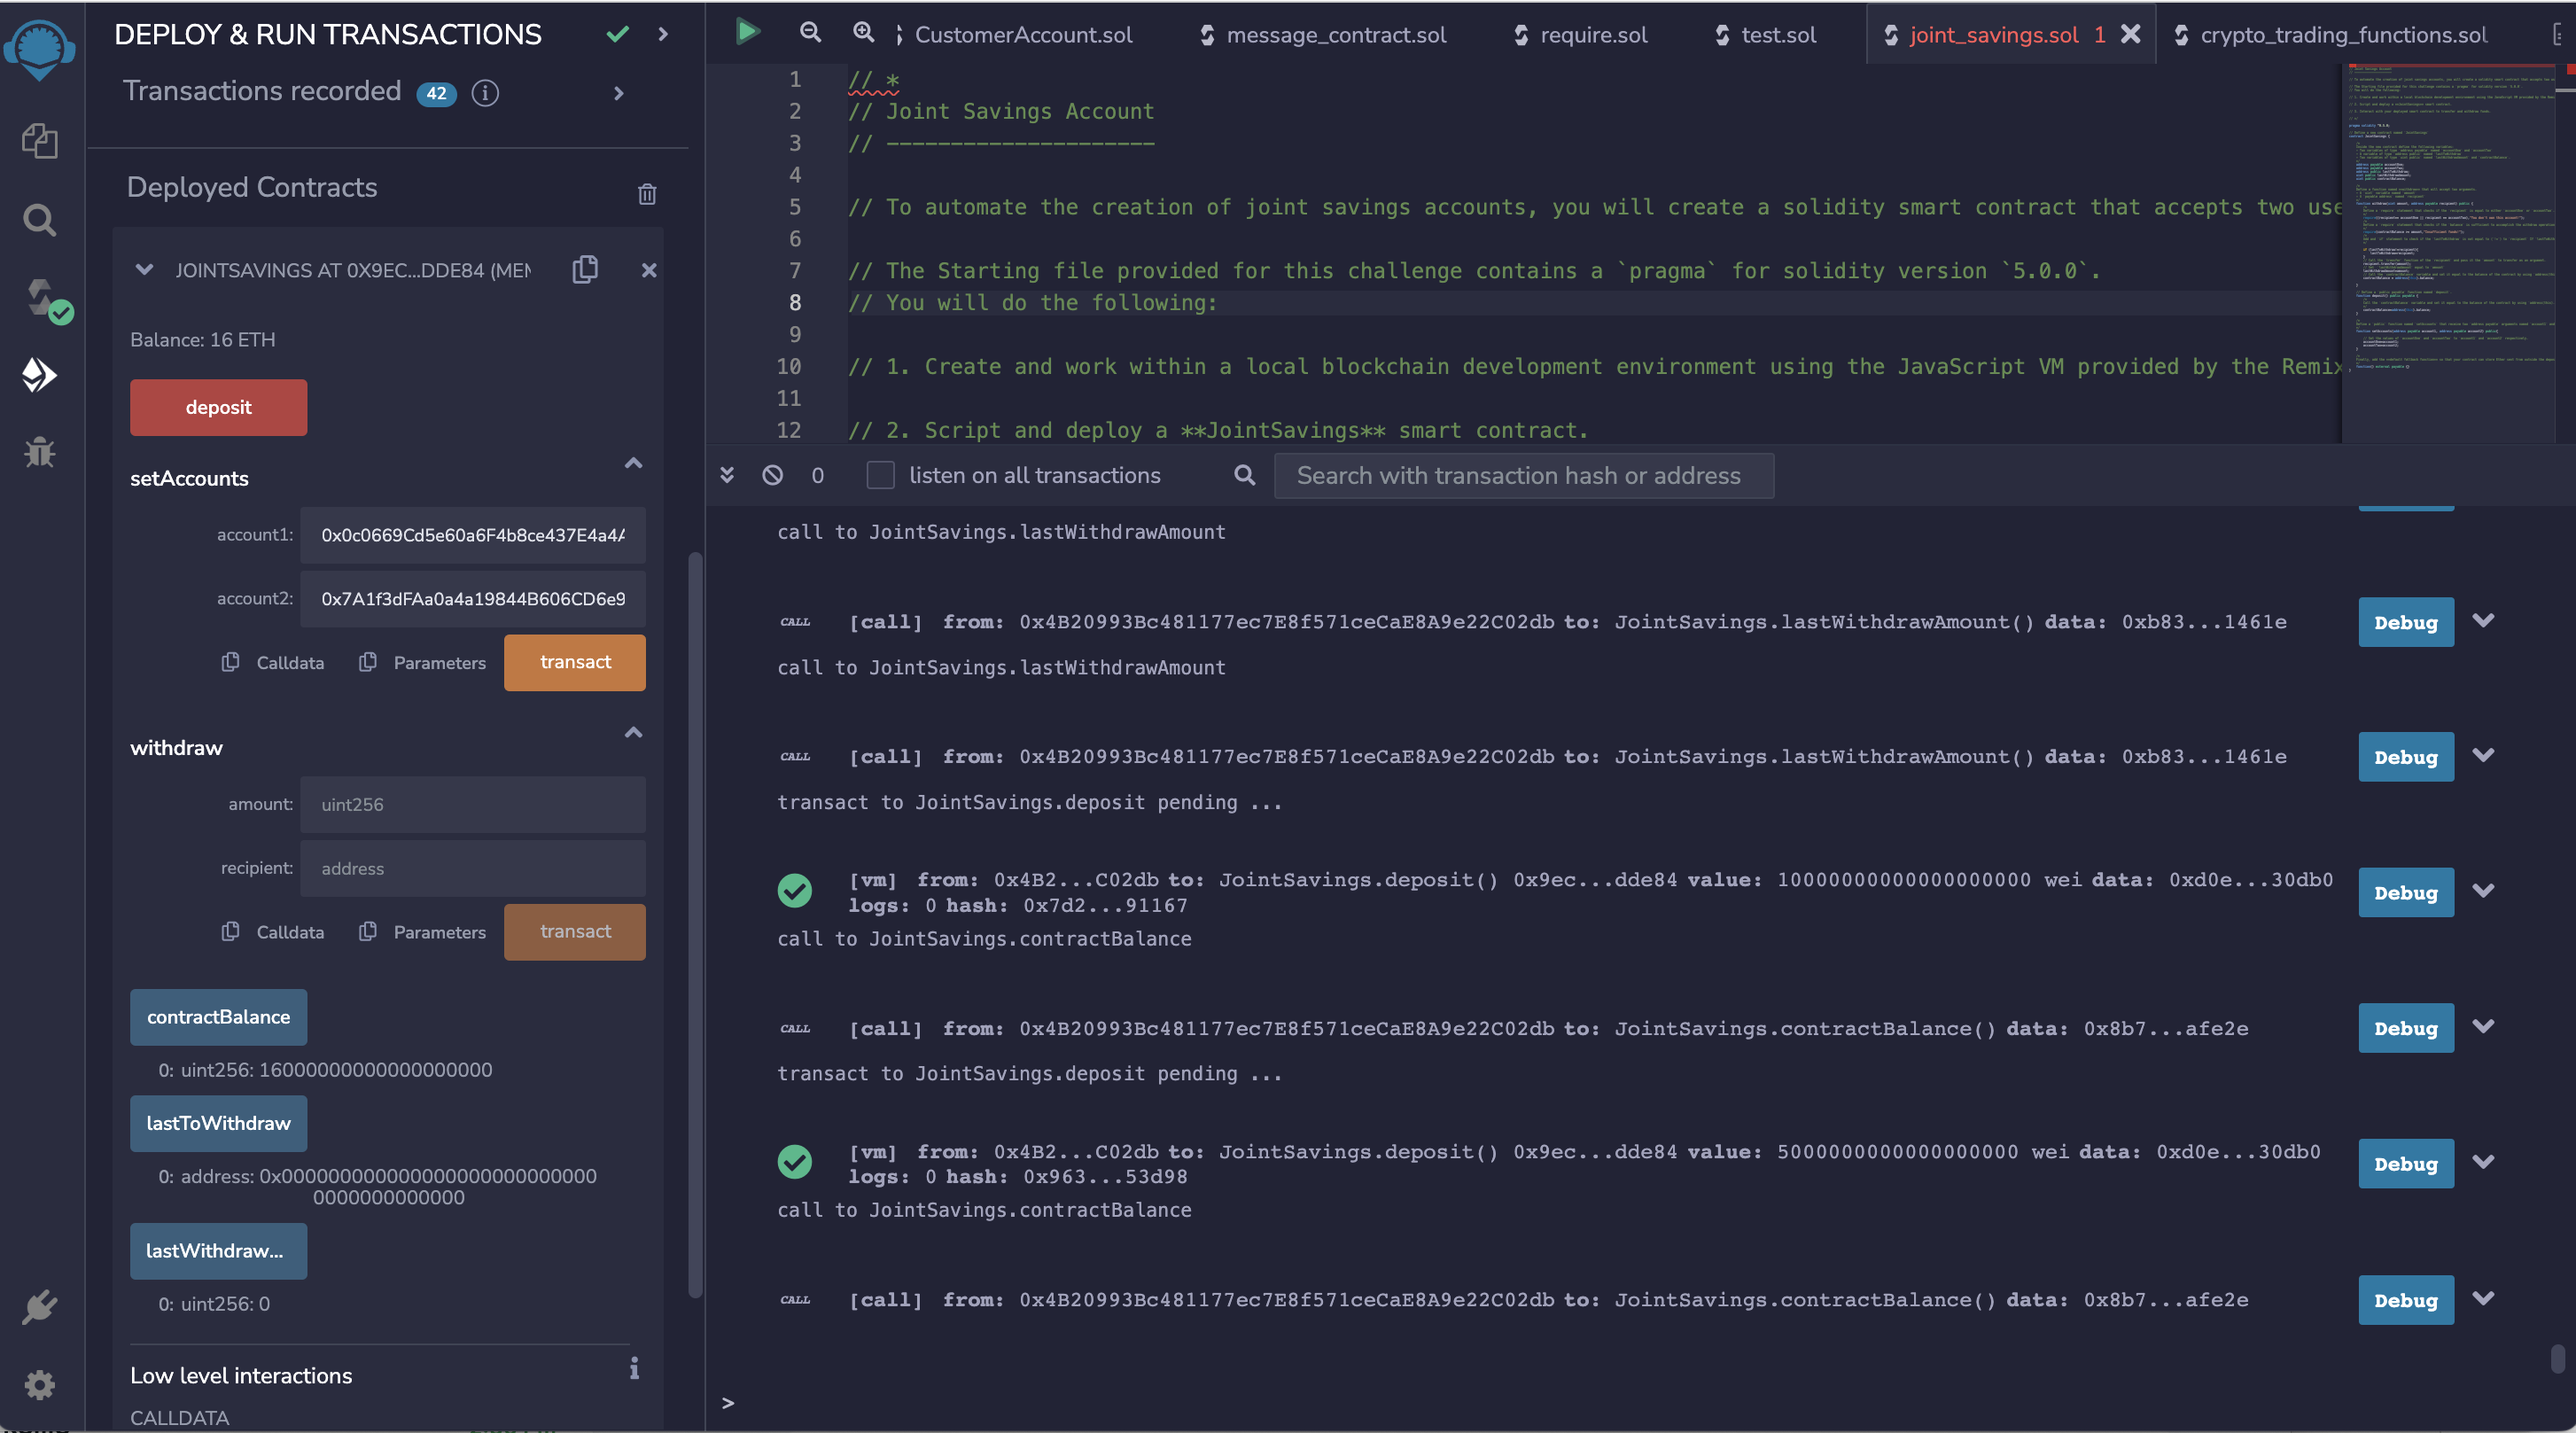 DEPLOY & RUN TRANSACTIONS
Transactions recorded 42
Deployed Contracts
JOINTSAVINGS AT 0X9EC...DDE84 (MEM
Balance: 16 ETH
deposit
setAccounts
account1: 0x0c0669Cd5e60a6F4b8ce437E4a4A
account2: 0x7A1f3dFAa0a4a19844B606CD6e9
Calldata Parameters transact
withdraw
amount: uint256
recipient: address
Calldata Parameters transact
contractBalance
0: uint256: 16000000000000000000
lastToWithdraw
0: address: 0x000000000000000000000000000
0000000000000
lastWithdraw...
0: uint256: 0
Low level interactions
CALLDATA
CustomerAccount.sol message_contract.sol require.sol test.sol joint_savings.sol 1 crypto_trading_functions.sol
1 // *
2 // Joint Savings Account
3 // ---------------------
4
5 // To automate the creation of joint savings accounts, you will create a solidity smart contract that accepts two use
6
7 // The Starting file provided for this challenge contains a `pragma` for solidity version `5.0.0`.
8 // You will do the following:
9
10 // 1. Create and work within a local blockchain development environment using the JavaScript VM provided by the Remix
11
12 // 2. Script and deploy a **JointSavings** smart contract.
0 listen on all transactions Search with transaction hash or address
call to JointSavings.lastWithdrawAmount
CALL [call] from: 0x4B20993Bc481177ec7E8f571ceCaE8A9e22C02db to: JointSavings.lastWithdrawAmount() data: 0xb83...1461e Debug
call to JointSavings.lastWithdrawAmount
CALL [call] from: 0x4B20993Bc481177ec7E8f571ceCaE8A9e22C02db to: JointSavings.lastWithdrawAmount() data: 0xb83...1461e Debug
transact to JointSavings.deposit pending ...
[vm] from: 0x4B2...C02db to: JointSavings.deposit() 0x9ec...dde84 value: 10000000000000000000 wei data: 0xd0e...30db0 Debug
logs: 0 hash: 0x7d2...91167
call to JointSavings.contractBalance
CALL [call] from: 0x4B20993Bc481177ec7E8f571ceCaE8A9e22C02db to: JointSavings.contractBalance() data: 0x8b7...afe2e Debug
transact to JointSavings.deposit pending ...
[vm] from: 0x4B2...C02db to: JointSavings.deposit() 0x9ec...dde84 value: 5000000000000000000 wei data: 0xd0e...30db0 Debug
logs: 0 hash: 0x963...53d98
call to JointSavings.contractBalance
CALL [call] from: 0x4B20993Bc481177ec7E8f571ceCaE8A9e22C02db to: JointSavings.contractBalance() data: 0x8b7...afe2e Debug
>